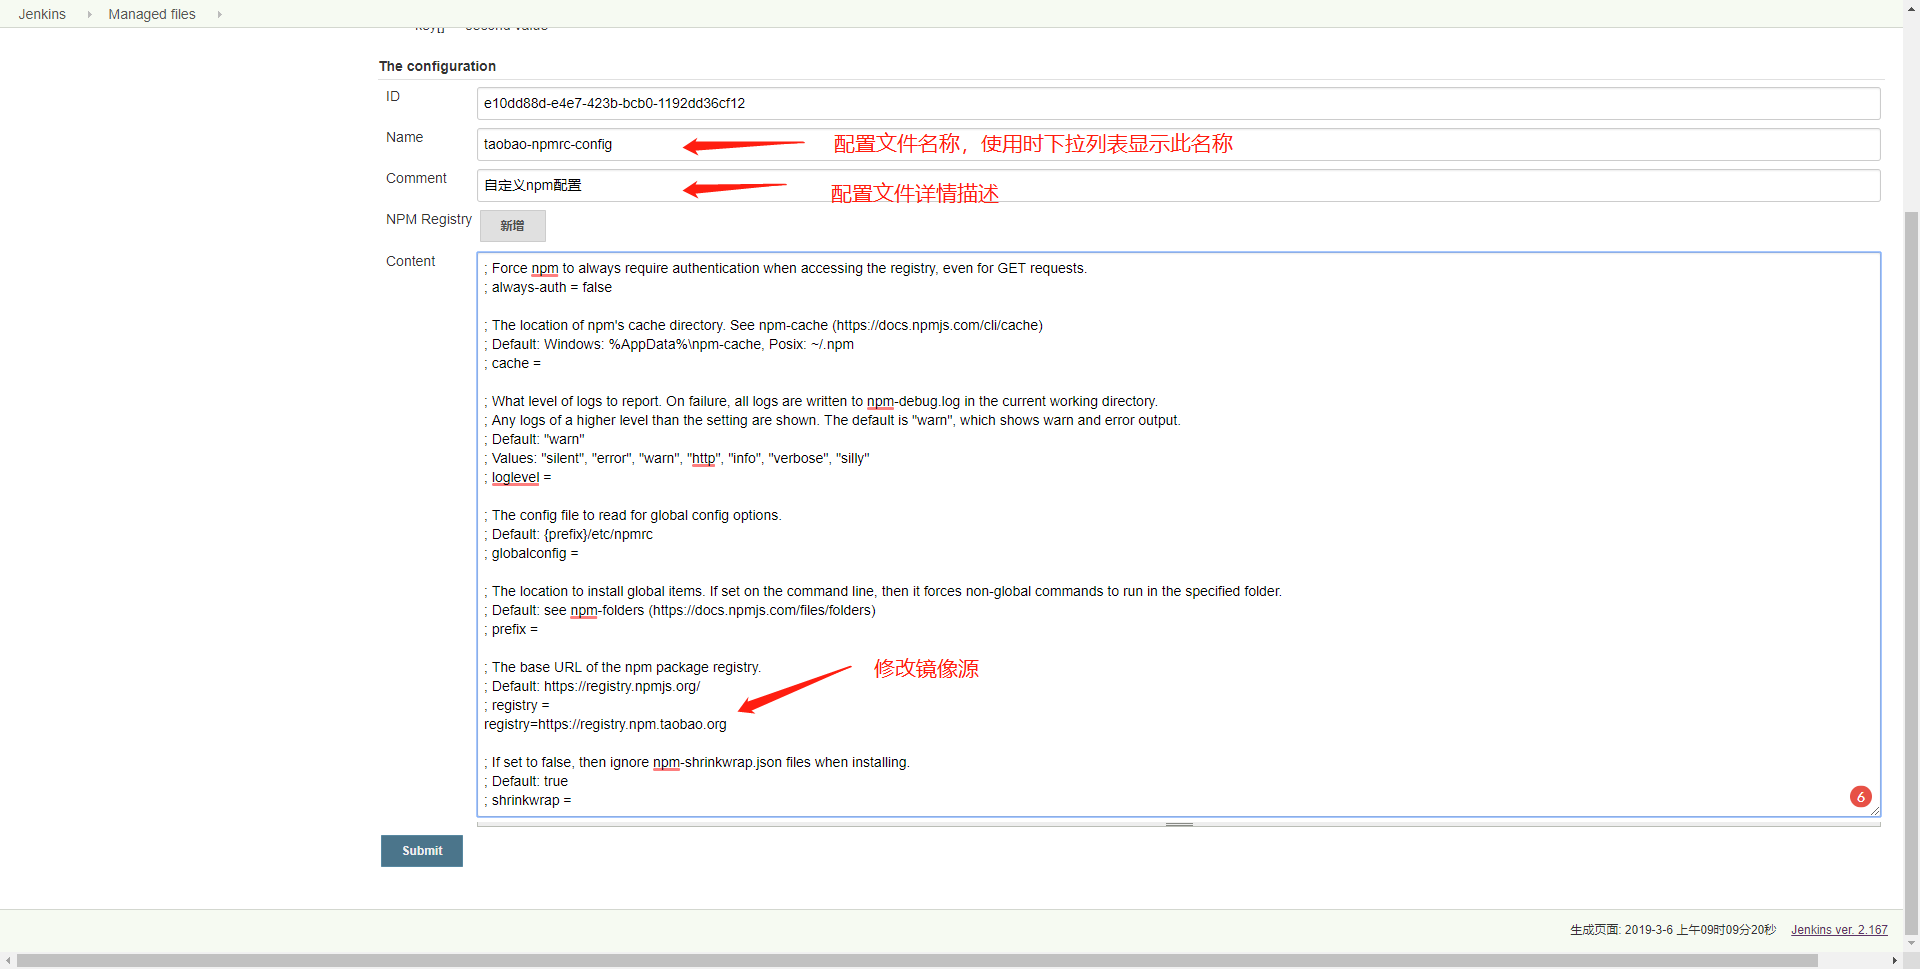 Jenkins Managed files
key[] second value
The configuration
ID
e10dd88d-e4e7-423b-bcb0-1192dd36cf12
Name
taobao-npmrc-config
配置文件名称，使用时下拉列表显示此名称
Comment
自定义npm配置
配置文件详情描述
NPM Registry
新增
Content
; Force npm to always require authentication when accessing the registry, even for GET requests.
; always-auth = false
; The location of npm's cache directory. See npm-cache (https://docs.npmjs.com/cli/cache)
; Default: Windows: %AppData%\npm-cache, Posix: ~/.npm
; cache =
; What level of logs to report. On failure, all logs are written to npm-debug.log in the current working directory.
; Any logs of a higher level than the setting are shown. The default is "warn", which shows warn and error output.
; Default: "warn"
; Values: "silent", "error", "warn", "http", "info", "verbose", "silly"
; loglevel =
; The config file to read for global config options.
; Default: {prefix}/etc/npmrc
; globalconfig =
; The location to install global items. If set on the command line, then it forces non-global commands to run in the specified folder.
; Default: see npm-folders (https://docs.npmjs.com/files/folders)
; prefix =
; The base URL of the npm package registry.
; Default: https://registry.npmjs.org/
; registry =
registry=https://registry.npm.taobao.org
修改镜像源
; If set to false, then ignore npm-shrinkwrap.json files when installing.
; Default: true
; shrinkwrap =
6
Submit
生成页面: 2019-3-6 上午09时09分20秒 Jenkins ver. 2.167